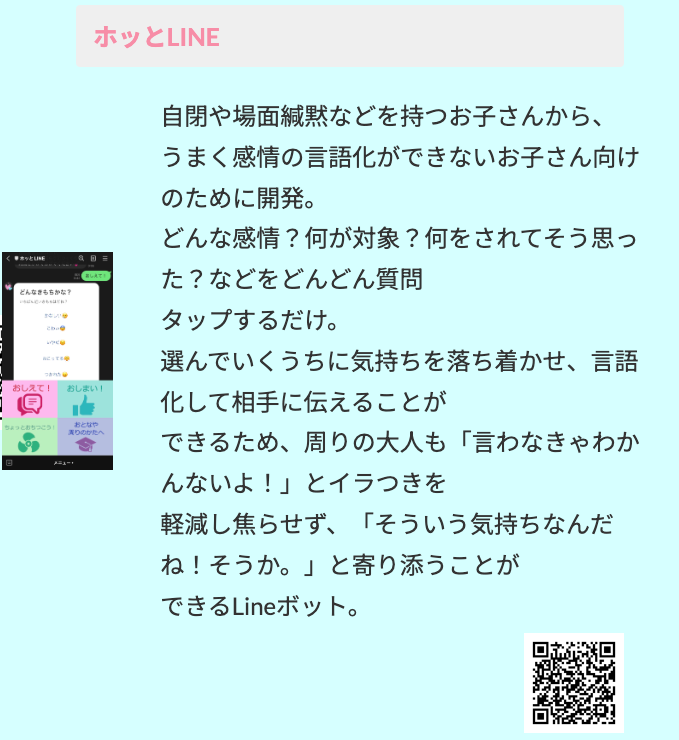 ホッとLINE
自閉や場面緘黙などを持つお子さんから、
うまく感情の言語化ができないお子さん向け
のために開発。
どんな感情？何が対象？何をされてそう思っ
た？などをどんどん質問
タップするだけ。
選んでいくうちに気持ちを落ち着かせ、言語
化して相手に伝えることが
できるため、周りの大人も「言わなきゃわか
んないよ！」とイラつきを
軽減し焦らせず、「そういう気持ちなんだ
ね！そうか。」と寄り添うことが
できるLineボット。
ホッとLINE
おしえて！
どんなきもちかな？
おしえて！
おしまい！
ちょっとおちつこう！
おとなや
周りのかたへ
メニュー